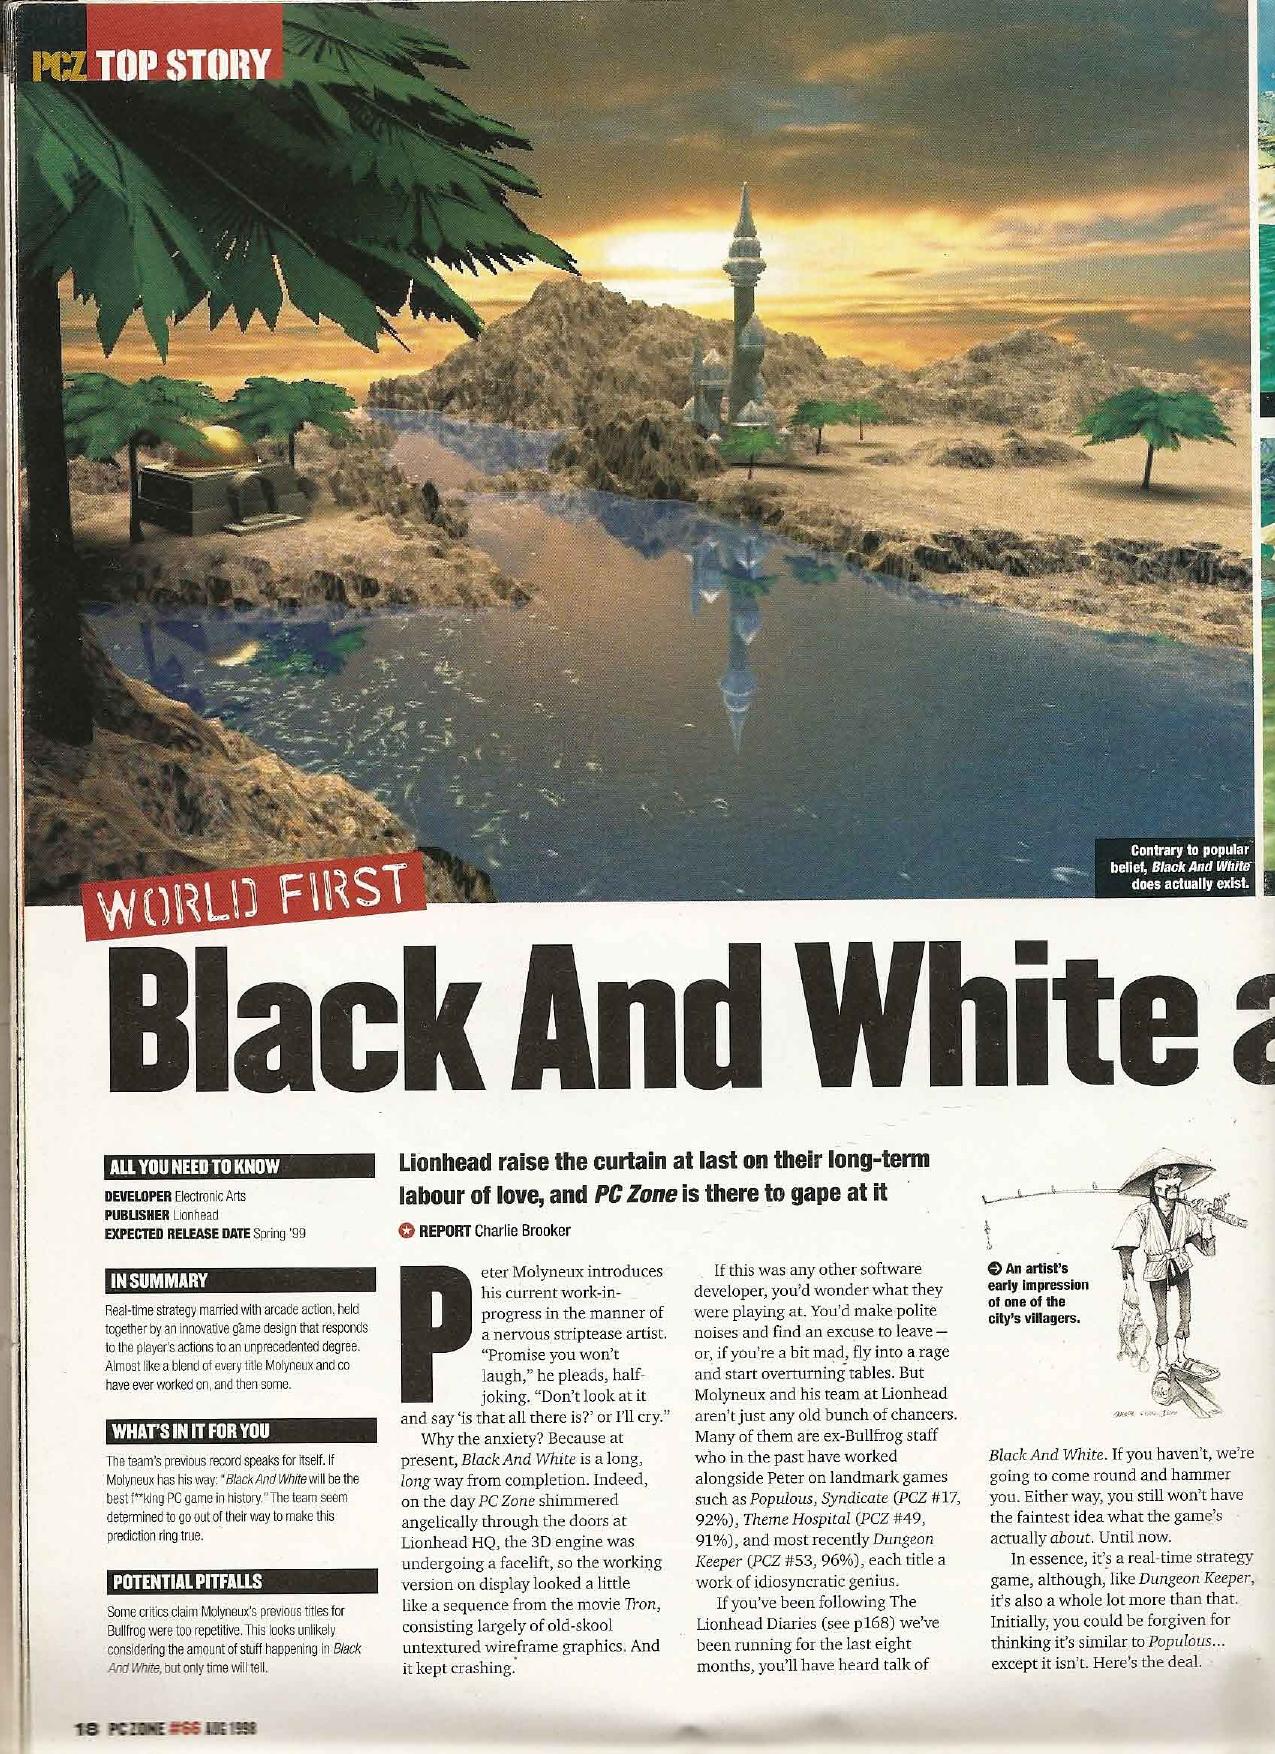 PCZ TOP STORY
Contrary to popular
belief, Black And White
does actually exist.
WORLD FIRST
Black And White a
ALL YOU NEED TO KNOW
DEVELOPER Electronic Arts
PUBLISHER Lionhead
EXPECTED RELEASE DATE Spring '99
IN SUMMARY
Real-time strategy married with arcade action, held
together by an innovative game design that responds
to the player's actions to an unprecedented degree.
Almost like a blend of every title Molyneux and co
have ever worked on, and then some.
WHAT'S IN IT FOR YOU
The team's previous record speaks for itself. If
Molyneux has his way: "Black And White will be the
best f**king PC game in history." The team seem
determined to go out of their way to make this
prediction ring true.
POTENTIAL PITFALLS
Some critics claim Molyneux's previous titles for
Bullfrog were too repetitive. This looks unlikely
considering the amount of stuff happening in Black
And White, but only time will tell.
Lionhead raise the curtain at last on their long-term
labour of love, and PC Zone is there to gape at it
REPORT Charlie Brooker
Peter Molyneux introduces
his current work-in-
progress in the manner of
a nervous striptease artist.
"Promise you won't
laugh," he pleads, half-
joking. "Don't look at it
and say 'is that all there is?' or I'll cry."
Why the anxiety? Because at
present, Black And White is a long,
long way from completion. Indeed,
on the day PC Zone shimmered
angelically through the doors at
Lionhead HQ, the 3D engine was
undergoing a facelift, so the working
version on display looked a little
like a sequence from the movie Tron,
consisting largely of old-skool
untextured wireframe graphics. And
it kept crashing.
If this was any other software
developer, you'd wonder what they
were playing at. You'd make polite
noises and find an excuse to leave –
or, if you're a bit mad, fly into a rage
and start overturning tables. But
Molyneux and his team at Lionhead
aren't just any old bunch of chancers.
Many of them are ex-Bullfrog staff
who in the past have worked
alongside Peter on landmark games
such as Populous, Syndicate (PCZ #17,
92%), Theme Hospital (PCZ #49,
91%), and most recently Dungeon
Keeper (PCZ #53, 96%), each title a
work of idiosyncratic genius.
If you've been following The
Lionhead Diaries (see p168) we've
been running for the last eight
months, you'll have heard talk of
An artist's
early impression
of one of the
city's villagers.
Black And White. If you haven't, we're
going to come round and hammer
you. Either way, you still won't have
the faintest idea what the game's
actually about. Until now.
In essence, it's a real-time strategy
game, although, like Dungeon Keeper,
it's also a whole lot more than that.
Initially, you could be forgiven for
thinking it's similar to Populous...
except it isn't. Here's the deal.
18 PC ZONE #66 AUG 1998